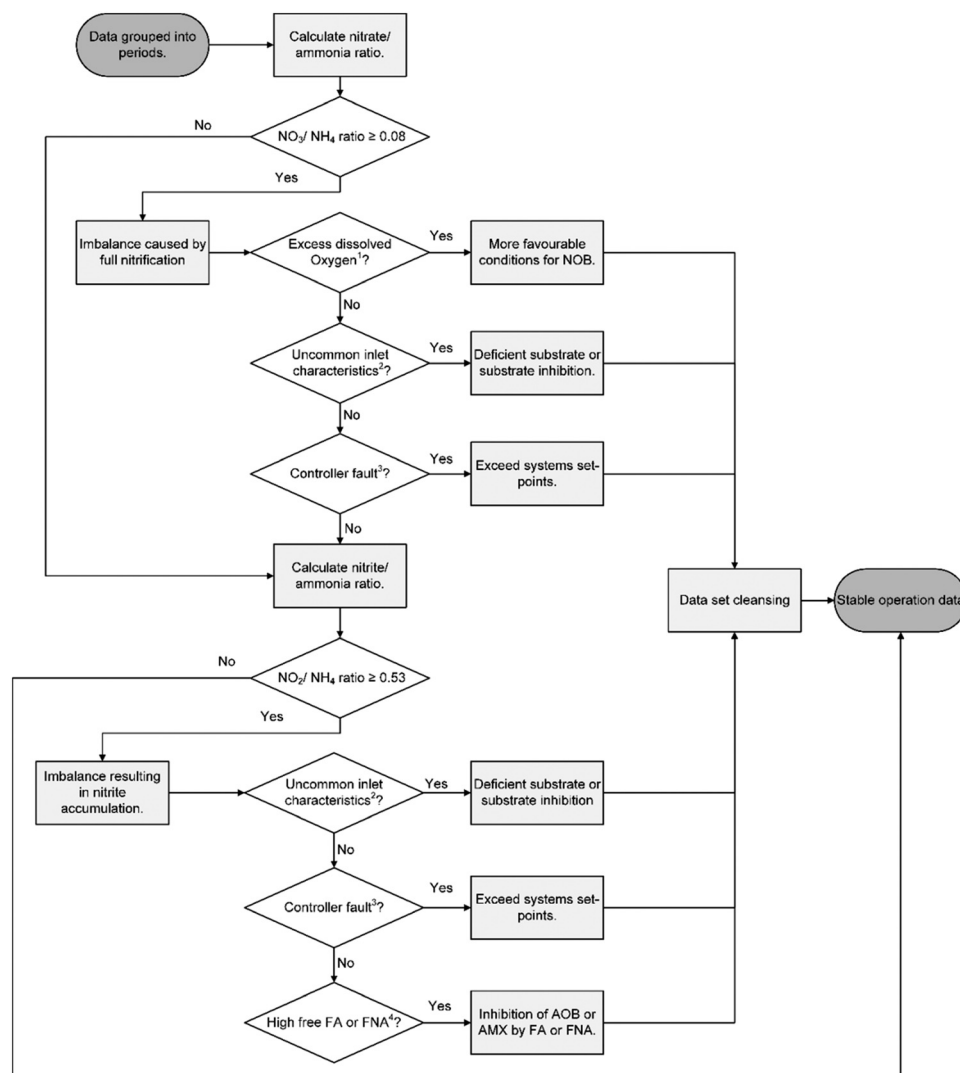 Data grouped into
periods.
Calculate nitrate/
ammonia ratio.
No
NO₃/ NH₄ ratio ≥ 0.08
Yes
Imbalance caused by
full nitrification
Excess dissolved
Oxygen¹?
Yes
More favourable
conditions for NOB.
No
Uncommon inlet
characteristics²?
Yes
Deficient substrate or
substrate inhibition.
No
Controller fault³?
Yes
Exceed systems set-
points.
No
Calculate nitrite/
ammonia ratio.
Data set cleansing
Stable operation data
No
NO₂/ NH₄ ratio ≥ 0.53
Yes
Imbalance resulting
in nitrite
accumulation.
Uncommon inlet
characteristics²?
Yes
Deficient substrate or
substrate inhibition
No
Controller fault³?
Yes
Exceed systems set-
points.
No
High free FA or FNA⁴?
Yes
Inhibition of AOB or
AMX by FA or FNA.